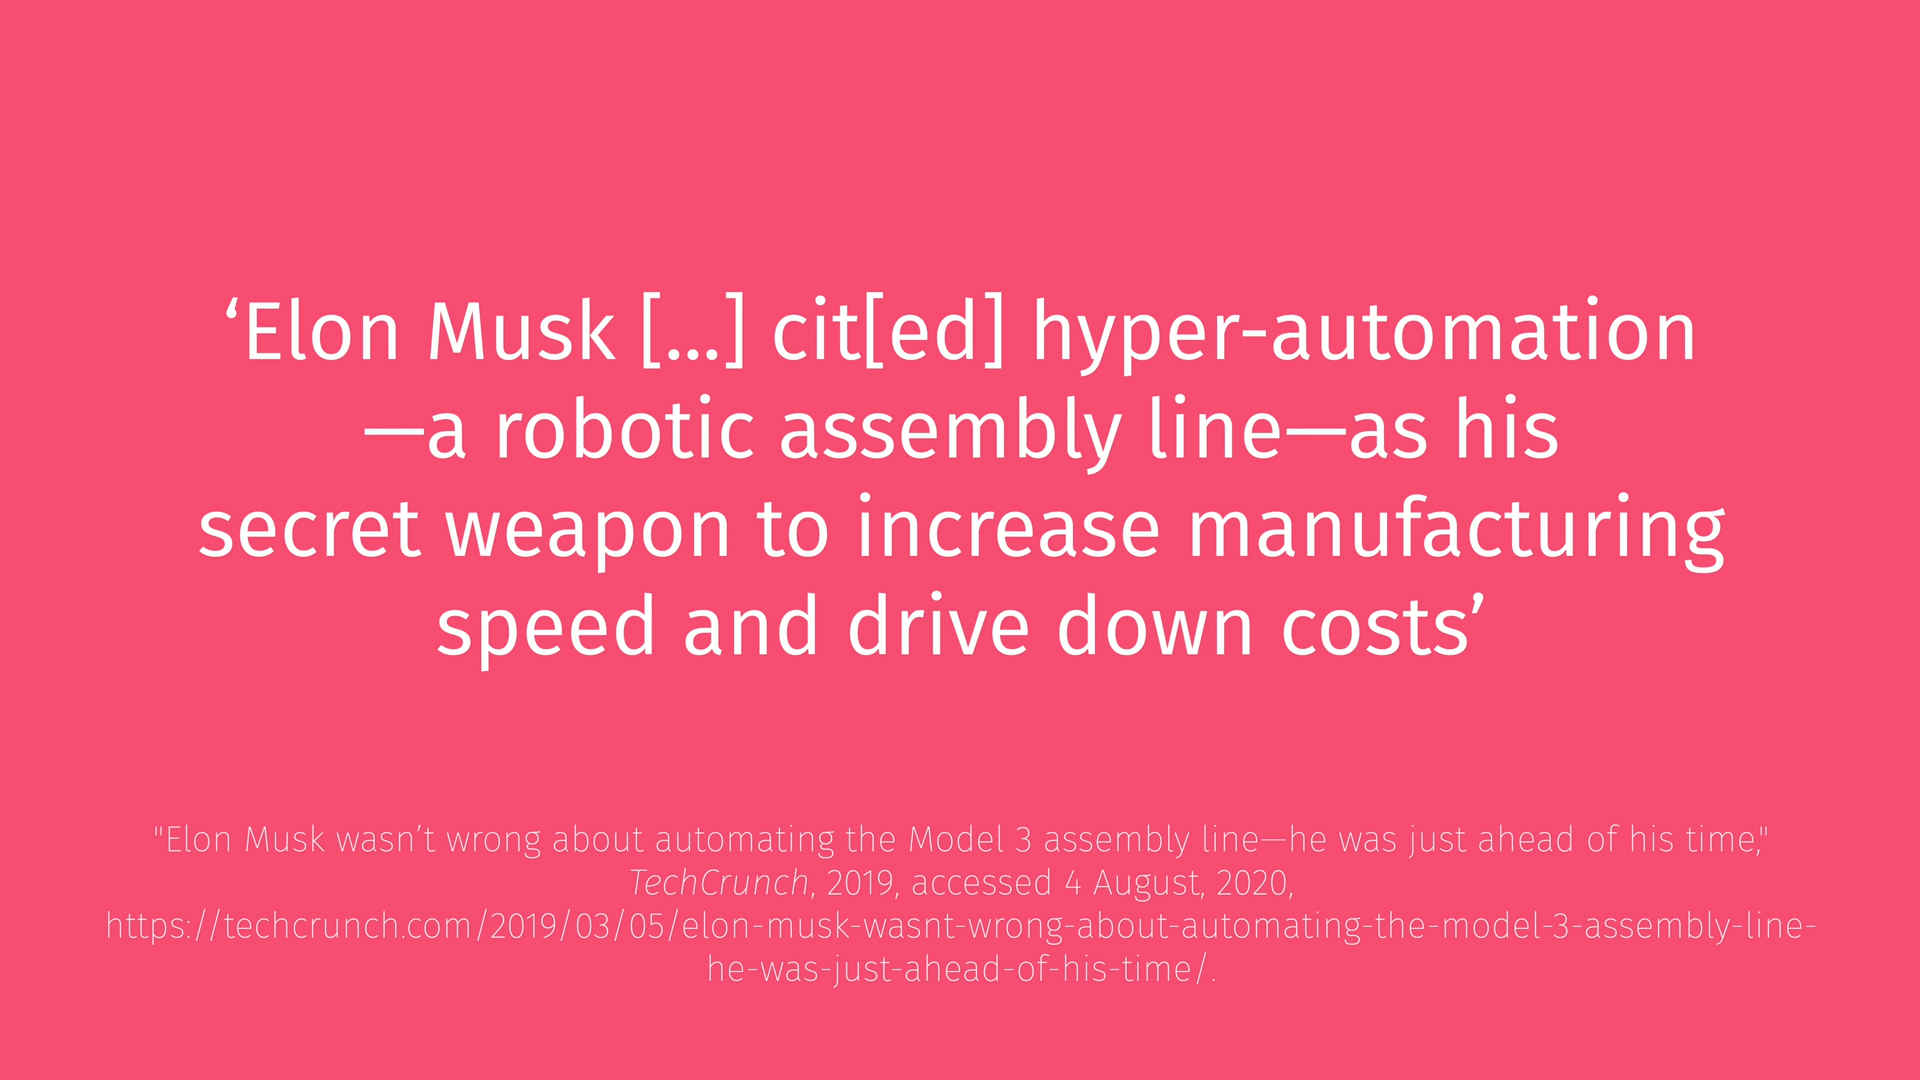 ‘Elon Musk […] cit[ed] hyper-automation
—a robotic assembly line—as his
secret weapon to increase manufacturing
speed and drive down costs’
"Elon Musk wasn’t wrong about automating the Model 3 assembly line—he was just ahead of his time,"
TechCrunch, 2019, accessed 4 August, 2020,
https://techcrunch.com/2019/03/05/elon-musk-wasnt-wrong-about-automating-the-model-3-assembly-line-
he-was-just-ahead-of-his-time/.